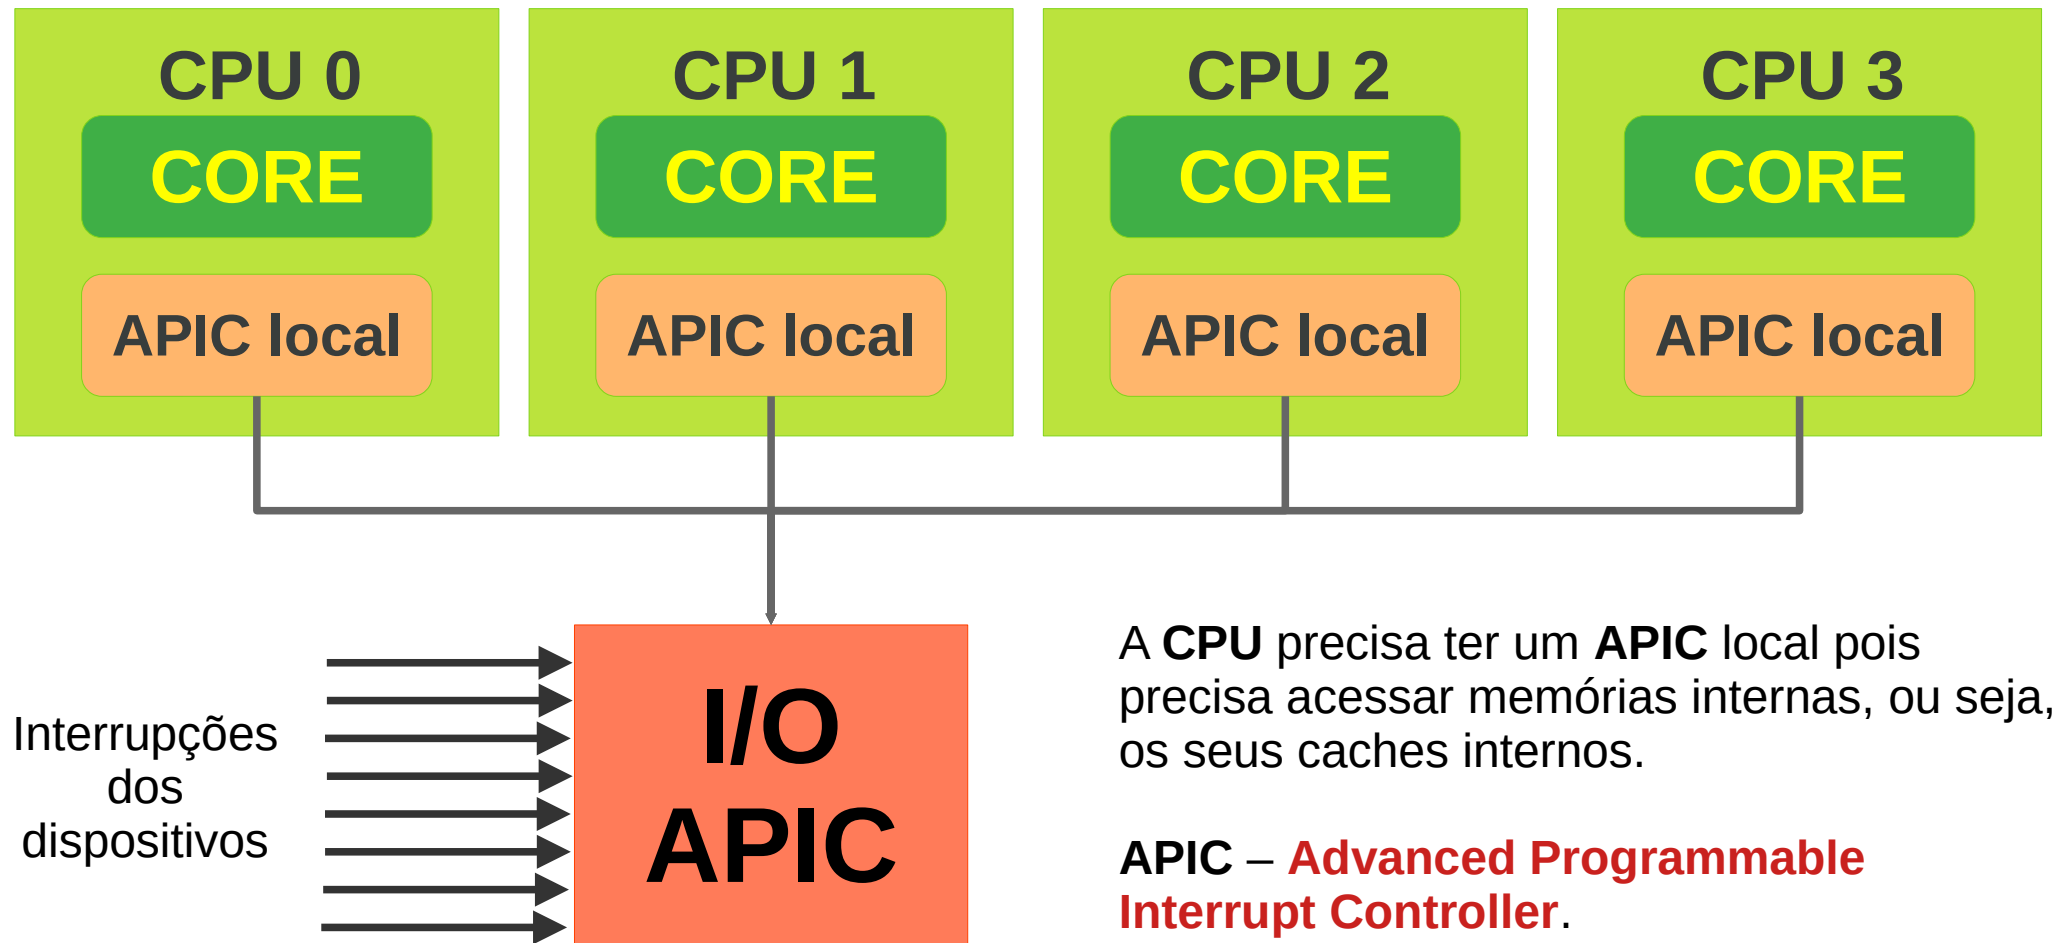 CPU 0
CORE
APIC local
CPU 1
CORE
APIC local
CPU 2
CORE
APIC local
CPU 3
CORE
APIC local
Interrupções
dos
dispositivos
I/O
APIC
A CPU precisa ter um APIC local pois
precisa acessar memórias internas, ou seja,
os seus caches internos.
APIC – Advanced Programmable
Interrupt Controller.